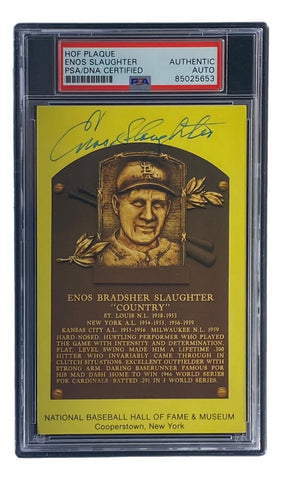 HOF PLAQUE AUTHENTIC
ENOS SLAUGHTER AUTO
PSA/DNA CERTIFIED PSA 85025653
Enos Slaughter
ENOS BRADSHER SLAUGHTER
"COUNTRY"
ST. LOUIS N.L. 1938-1953
NEW YORK A.L. 1954-1955, 1956-1959
KANSAS CITY A.L. 1955-1956 MILWAUKEE N.L. 1959
HARD-NOSED, HUSTLING PERFORMER WHO PLAYED
THE GAME WITH INTENSITY AND DETERMINATION.
FLAT, LEVEL SWING MADE HIM A LIFETIME .300
HITTER WHO INVARIABLY CAME THROUGH IN
CLUTCH SITUATIONS. EXCELLENT OUTFIELDER WITH
STRONG ARM. DARING BASERUNNER FAMOUS FOR
HIS MAD DASH HOME TO WIN 1946 WORLD SERIES
FOR CARDINALS. BATTED .291 IN 5 WORLD SERIES.
NATIONAL BASEBALL HALL OF FAME & MUSEUM
Cooperstown, New York